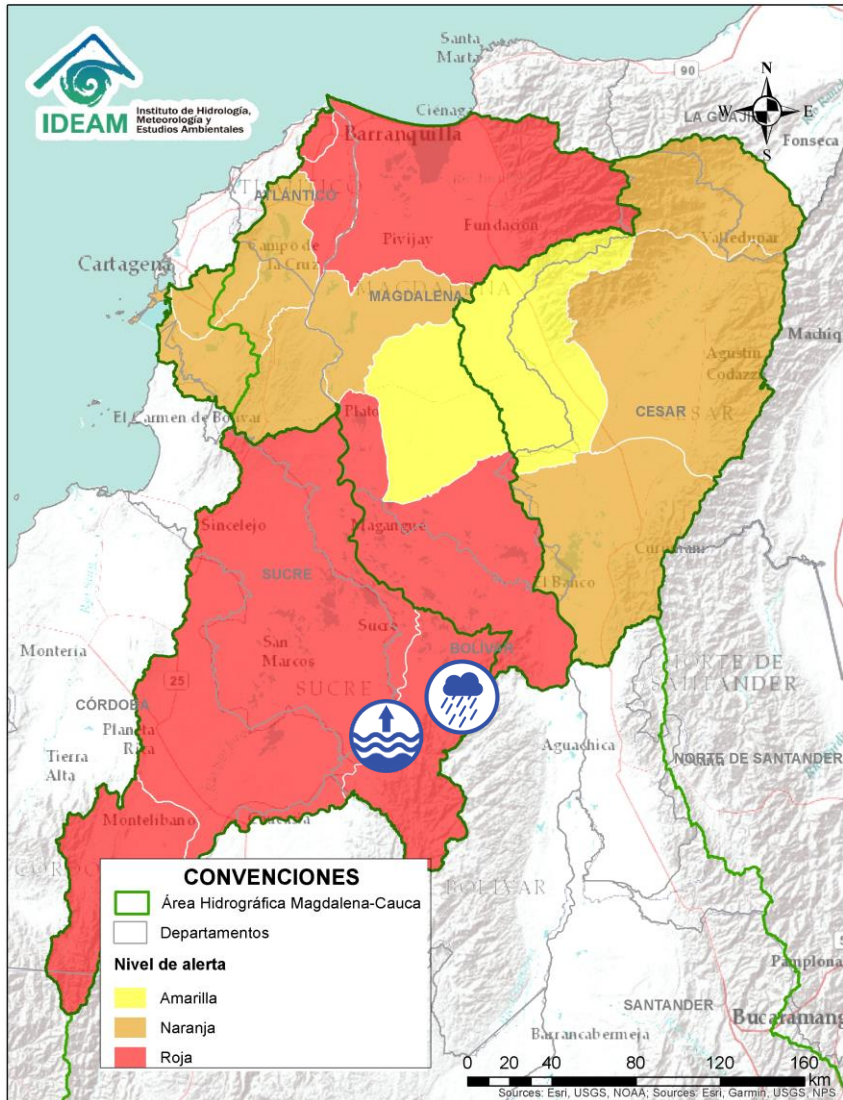 IDEAM
Instituto de Hidrología,
Meteorología y
Estudios Ambientales
Santa
Marta
90
N
W
E
S
LA GUAJI
Ciénaga
Barranquilla
Fonseca
ATLÁNTICO
Fundación
Pivijay
Valledupar
Campo de
la Cruz
Cartagena
MAGDALENA
Machiq
Agustín
Codazzi
CESAR
Plato
El Carmen de Bolívar
Sincelejo
Magangué
SUCRE
El Banco
Sucre
San
Marcos
BOLÍVAR
Montería
25
SUCRE
NORTE DE
SANTANDER
CÓRDOBA
Planeta
Rica
Tierra
Alta
Aguachica
NORTE DE SANTANDER
Montelíbano
BOLÍVAR
CONVENCIONES
Área Hidrográfica Magdalena-Cauca
Departamentos
Nivel de alerta
Amarilla
Naranja
Roja
Pamplona
SANTANDER
Bucaramang
Barrancabermeja
0 20 40 80 120 160
km
Sources: Esri, USGS, NOAA; Sources: Esri, Garmin, USGS, NPS